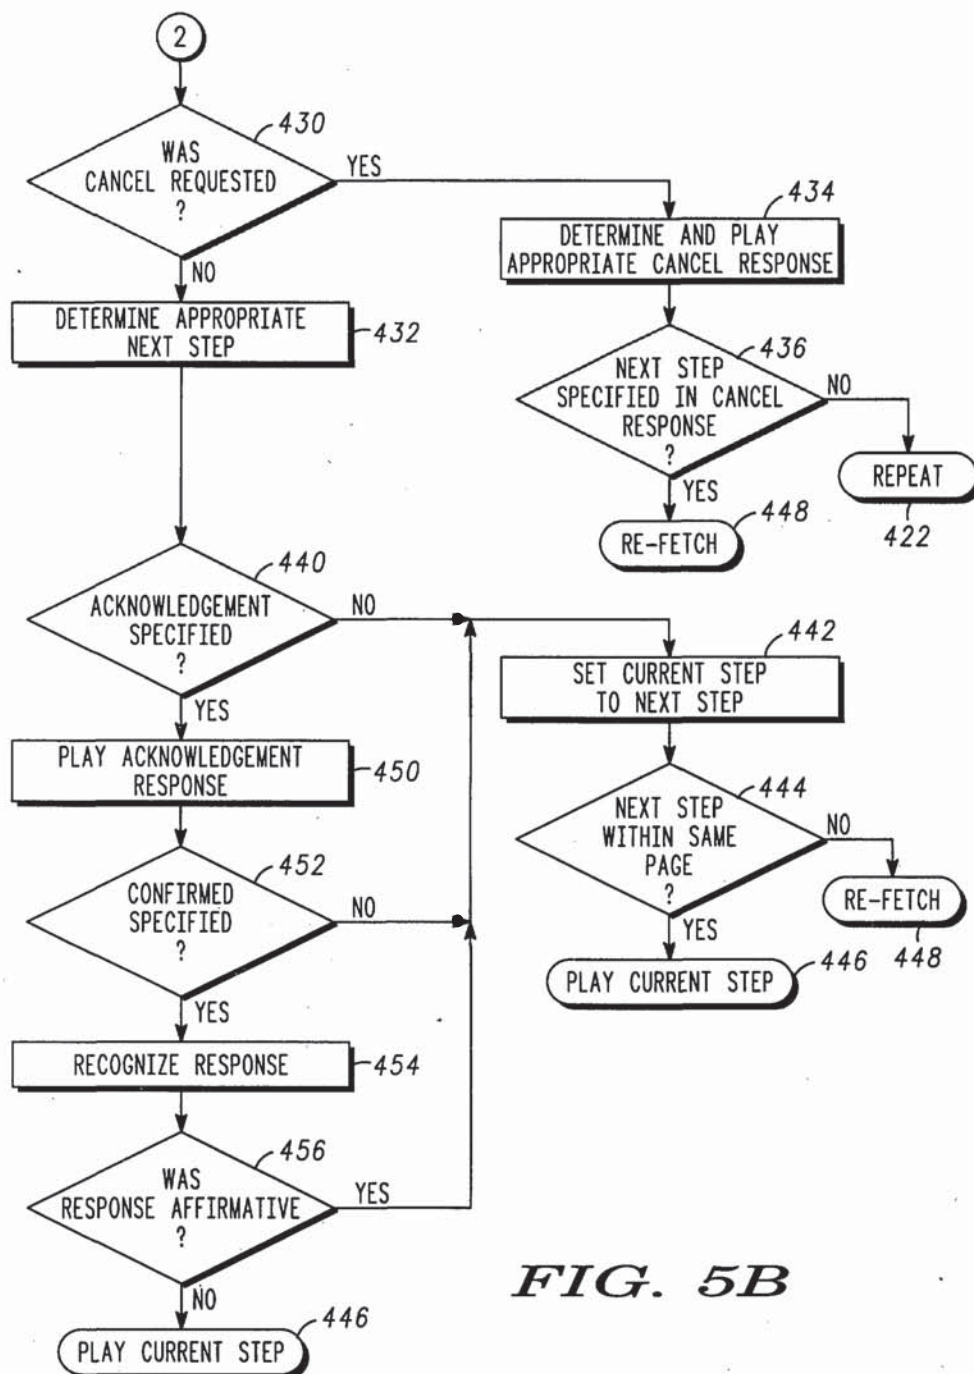 2
430
WAS
CANCEL REQUESTED
?
YES
NO
434
DETERMINE AND PLAY
APPROPRIATE CANCEL RESPONSE
DETERMINE APPROPRIATE
NEXT STEP
432
436
NEXT STEP
SPECIFIED IN CANCEL
RESPONSE
?
NO
YES
REPEAT
422
448
RE-FETCH
440
ACKNOWLEDGEMENT
SPECIFIED
?
NO
YES
442
SET CURRENT STEP
TO NEXT STEP
PLAY ACKNOWLEDGEMENT
RESPONSE
450
444
NEXT STEP
WITHIN SAME
PAGE
?
NO
YES
RE-FETCH
448
PLAY CURRENT STEP
446
452
CONFIRMED
SPECIFIED
?
NO
YES
RECOGNIZE RESPONSE
454
456
WAS
RESPONSE AFFIRMATIVE
?
YES
NO
446
PLAY CURRENT STEP
FIG. 5B